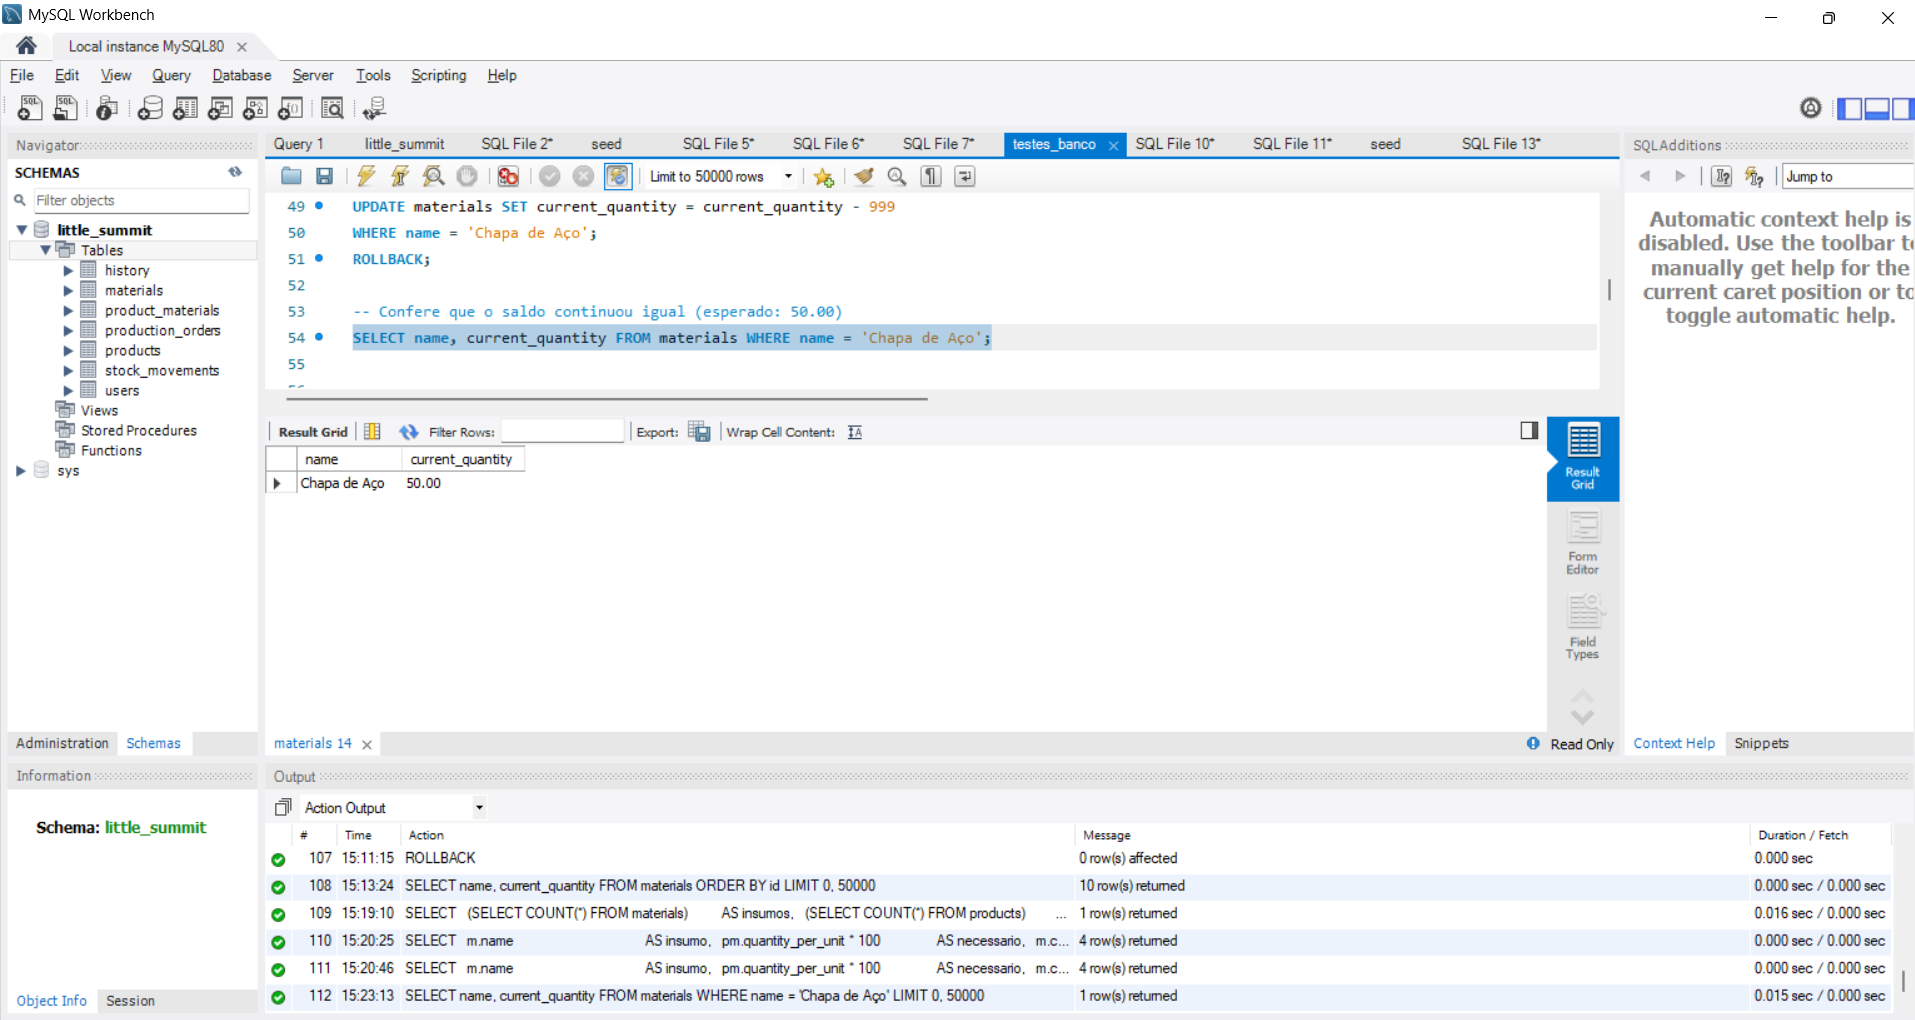 MySQL Workbench
Local instance MySQL80
File Edit View Query Database Server Tools Scripting Help
Navigator
SCHEMAS
Filter objects
little_summit
Tables
history
materials
product_materials
production_orders
products
stock_movements
users
Views
Stored Procedures
Functions
sys
Administration Schemas
Information
Schema: little_summit
Object Info Session
Query 1 little_summit SQL File 2* seed SQL File 5* SQL File 6* SQL File 7* testes_banco SQL File 10* SQL File 11* seed SQL File 13*
Limit to 50000 rows
49 UPDATE materials SET current_quantity = current_quantity - 999
50 WHERE name = 'Chapa de Aço';
51 ROLLBACK;
52
53 -- Confere que o saldo continuou igual (esperado: 50.00)
54 SELECT name, current_quantity FROM materials WHERE name = 'Chapa de Aço';
55
Result Grid Filter Rows: Export: Wrap Cell Content:
name current_quantity
Chapa de Aço 50.00
Result Grid
Form Editor
Field Types
materials 14
Read Only
SQLAdditions
Jump to
Automatic context help is
disabled. Use the toolbar to
manually get help for the
current caret position or to
toggle automatic help.
Context Help Snippets
Output
Action Output
# Time Action Message Duration / Fetch
107 15:11:15 ROLLBACK 0 row(s) affected 0.000 sec
108 15:13:24 SELECT name, current_quantity FROM materials ORDER BY id LIMIT 0, 50000 10 row(s) returned 0.000 sec / 0.000 sec
109 15:19:10 SELECT (SELECT COUNT(*) FROM materials) AS insumos, (SELECT COUNT(*) FROM products) ... 1 row(s) returned 0.016 sec / 0.000 sec
110 15:20:25 SELECT m.name AS insumo, pm.quantity_per_unit * 100 AS necessario, m.c... 4 row(s) returned 0.000 sec / 0.000 sec
111 15:20:46 SELECT m.name AS insumo, pm.quantity_per_unit * 100 AS necessario, m.c... 4 row(s) returned 0.000 sec / 0.000 sec
112 15:23:13 SELECT name, current_quantity FROM materials WHERE name = 'Chapa de Aço' LIMIT 0, 50000 1 row(s) returned 0.015 sec / 0.000 sec